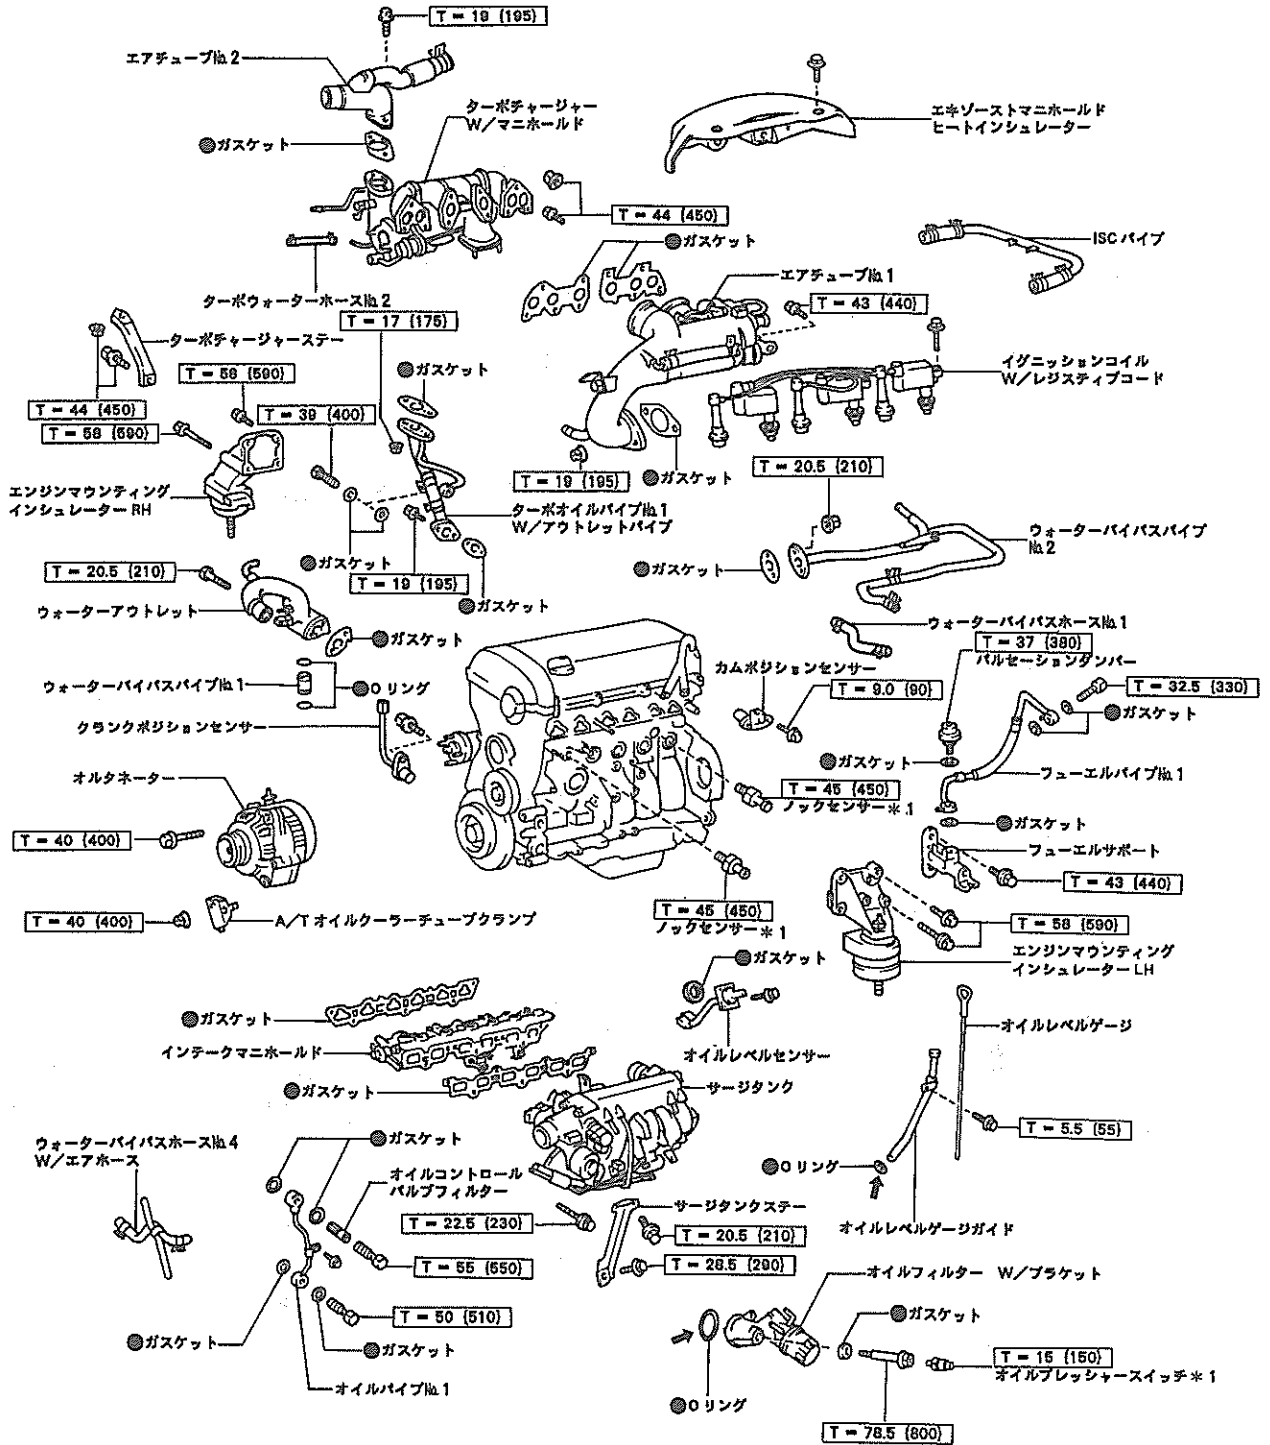 T = 19 {195}
エアチューブNo.2
ターボチャージャー
W/マニホールド
エキゾーストマニホールド
ヒートインシュレーター
●ガスケット
T = 44 {450}
●ガスケット
ISC パイプ
エアチューブNo.1
T = 43 {440}
ターボウォーターホースNo.2
T = 17 {175}
ターボチャージャーステー
T = 58 {590}
●ガスケット
イグニッションコイル
W/レジスティブコード
T = 44 {450}
T = 58 {590}
T = 39 {400}
T = 19 {195}
●ガスケット
T = 20.5 {210}
エンジンマウンティング
インシュレーター RH
ターボオイルパイプNo.1
W/アウトレットパイプ
ウォーターバイパスパイプ
No.2
●ガスケット
T = 20.5 {210}
T = 19 {195}
●ガスケット
●ガスケット
ウォーターアウトレット
●ガスケット
ウォーターバイパスホースNo.1
T = 37 {380}
パルセーションダンパー
カムポジションセンサー
T = 9.0 {90}
T = 32.5 {330}
●ガスケット
ウォーターバイパスパイプNo.1
●O リング
クランクポジションセンサー
●ガスケット
フューエルパイプNo.1
オルタネーター
T = 45 {450}
ノックセンサー＊1
●ガスケット
T = 40 {400}
フューエルサポート
T = 43 {440}
T = 40 {400}
A/T オイルクーラーチューブクランプ
T = 45 {450}
ノックセンサー＊1
T = 58 {590}
エンジンマウンティング
インシュレーター LH
●ガスケット
●ガスケット
オイルレベルゲージ
インテークマニホールド
オイルレベルセンサー
●ガスケット
サージタンク
T = 5.5 {55}
ウォーターバイパスホースNo.4
W/エアホース
●ガスケット
オイルコントロール
バルブフィルター
●O リング
サージタンクステー
オイルレベルゲージガイド
T = 22.5 {230}
T = 20.5 {210}
T = 55 {550}
T = 28.5 {290}
オイルフィルター W/ブラケット
T = 50 {510}
●ガスケット
●ガスケット
●ガスケット
T = 15 {150}
オイルプレッシャースイッチ＊1
オイルパイプNo.1
●O リング
T = 78.5 {800}